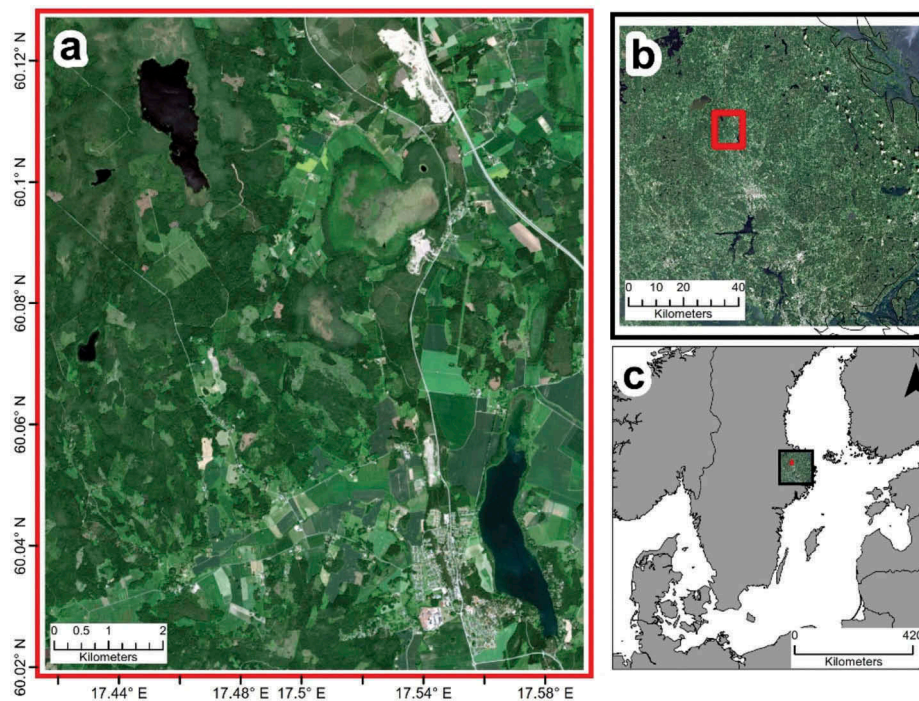 a
60.12° N
60.1° N
60.08° N
60.06° N
60.04° N
60.02° N
0 0.5 1 2
Kilometers
17.44° E
17.48° E
17.5° E
17.54° E
17.58° E
b
0 10 20 40
Kilometers
c
N
0 420
Kilometers